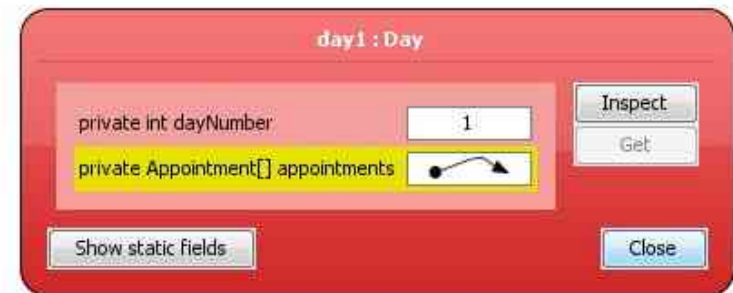 day1 : Day
private int dayNumber 1
Inspect
private Appointment[] appointments
Get
Show static fields
Close